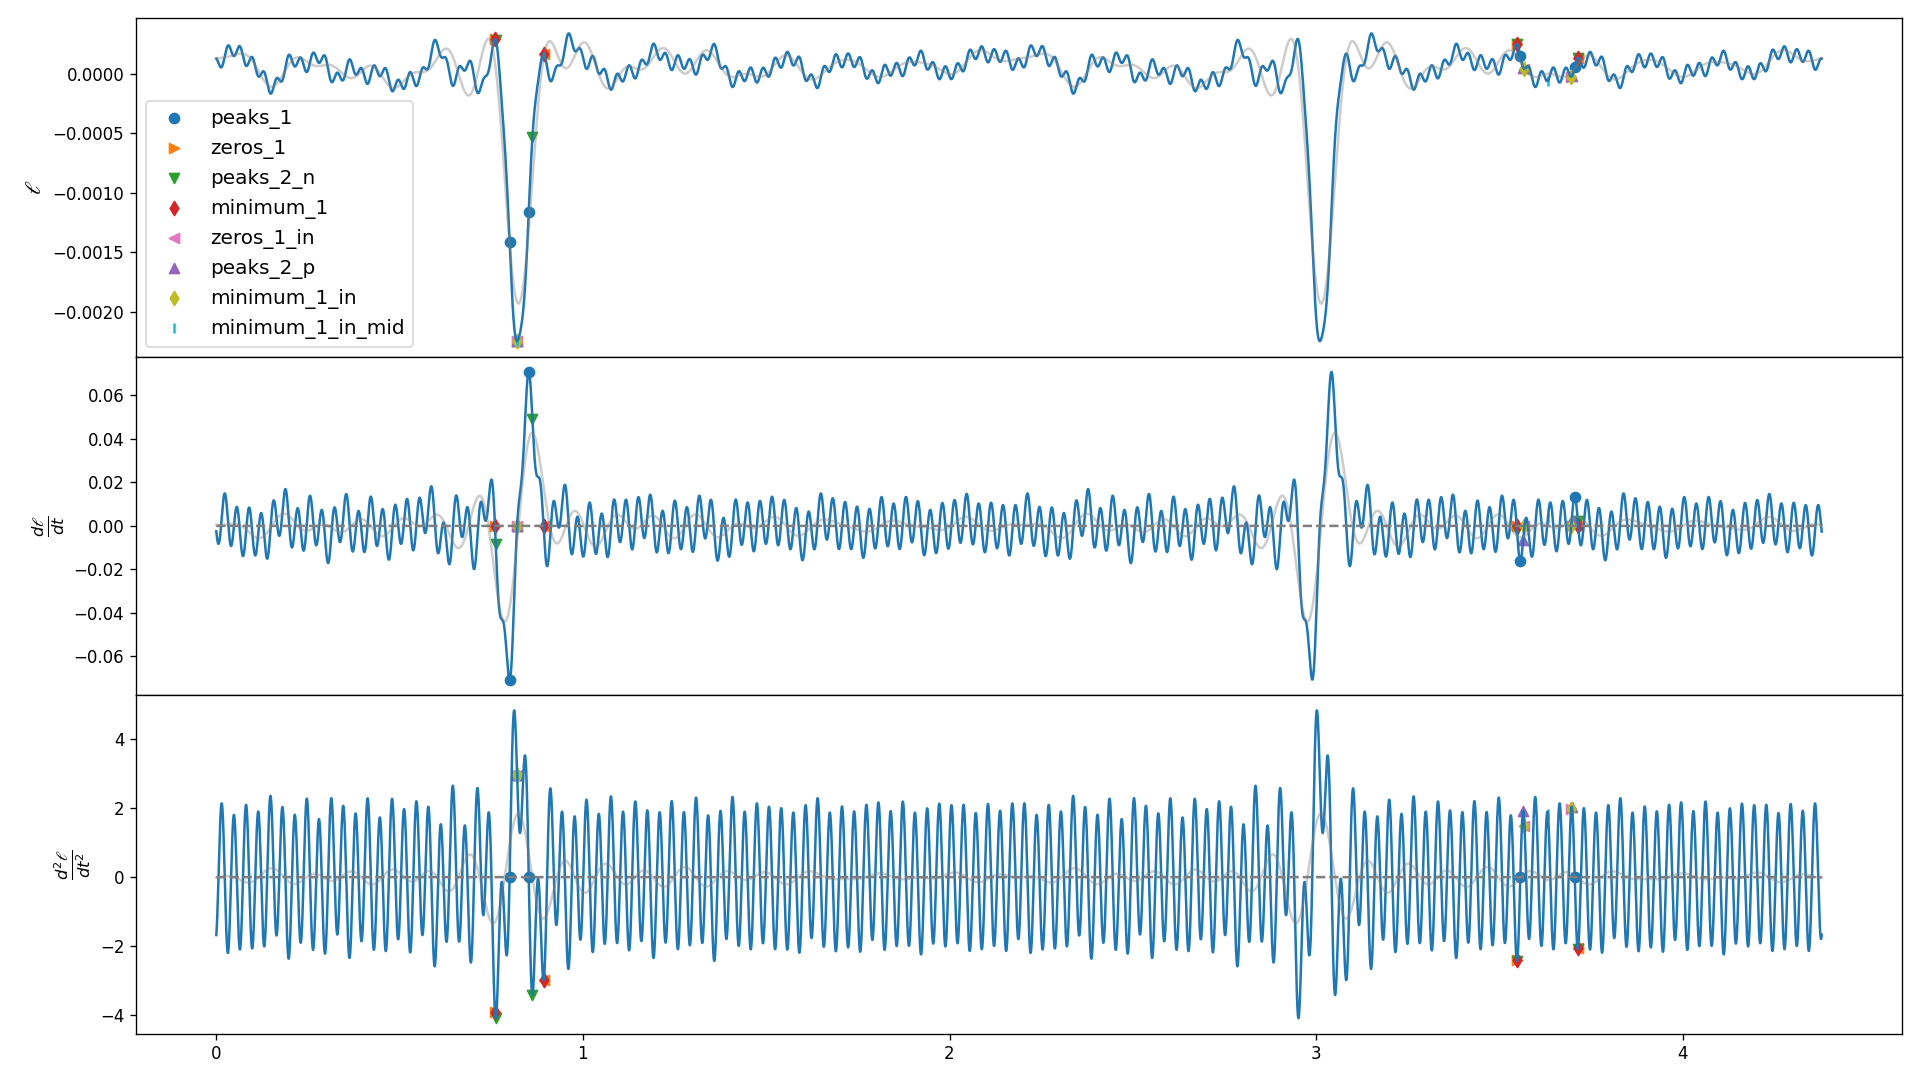 0.0000
−0.0005
−0.0010
−0.0015
−0.0020
ℓ
peaks_1
zeros_1
peaks_2_n
minimum_1
zeros_1_in
peaks_2_p
minimum_1_in
minimum_1_in_mid
0.06
0.04
0.02
0.00
−0.02
−0.04
−0.06
dℓ
dt
4
2
0
−2
−4
d²ℓ
dt²
0 1 2 3 4